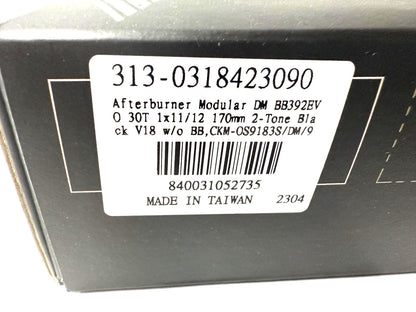 313-0318423090
Afterburner Modular DM BB392EV
O 30T 1x11/12 170mm 2-Tone Bla
ck V18 w/o BB,CKM-OS9183S/DM/9
840031052735
MADE IN TAIWAN 2304